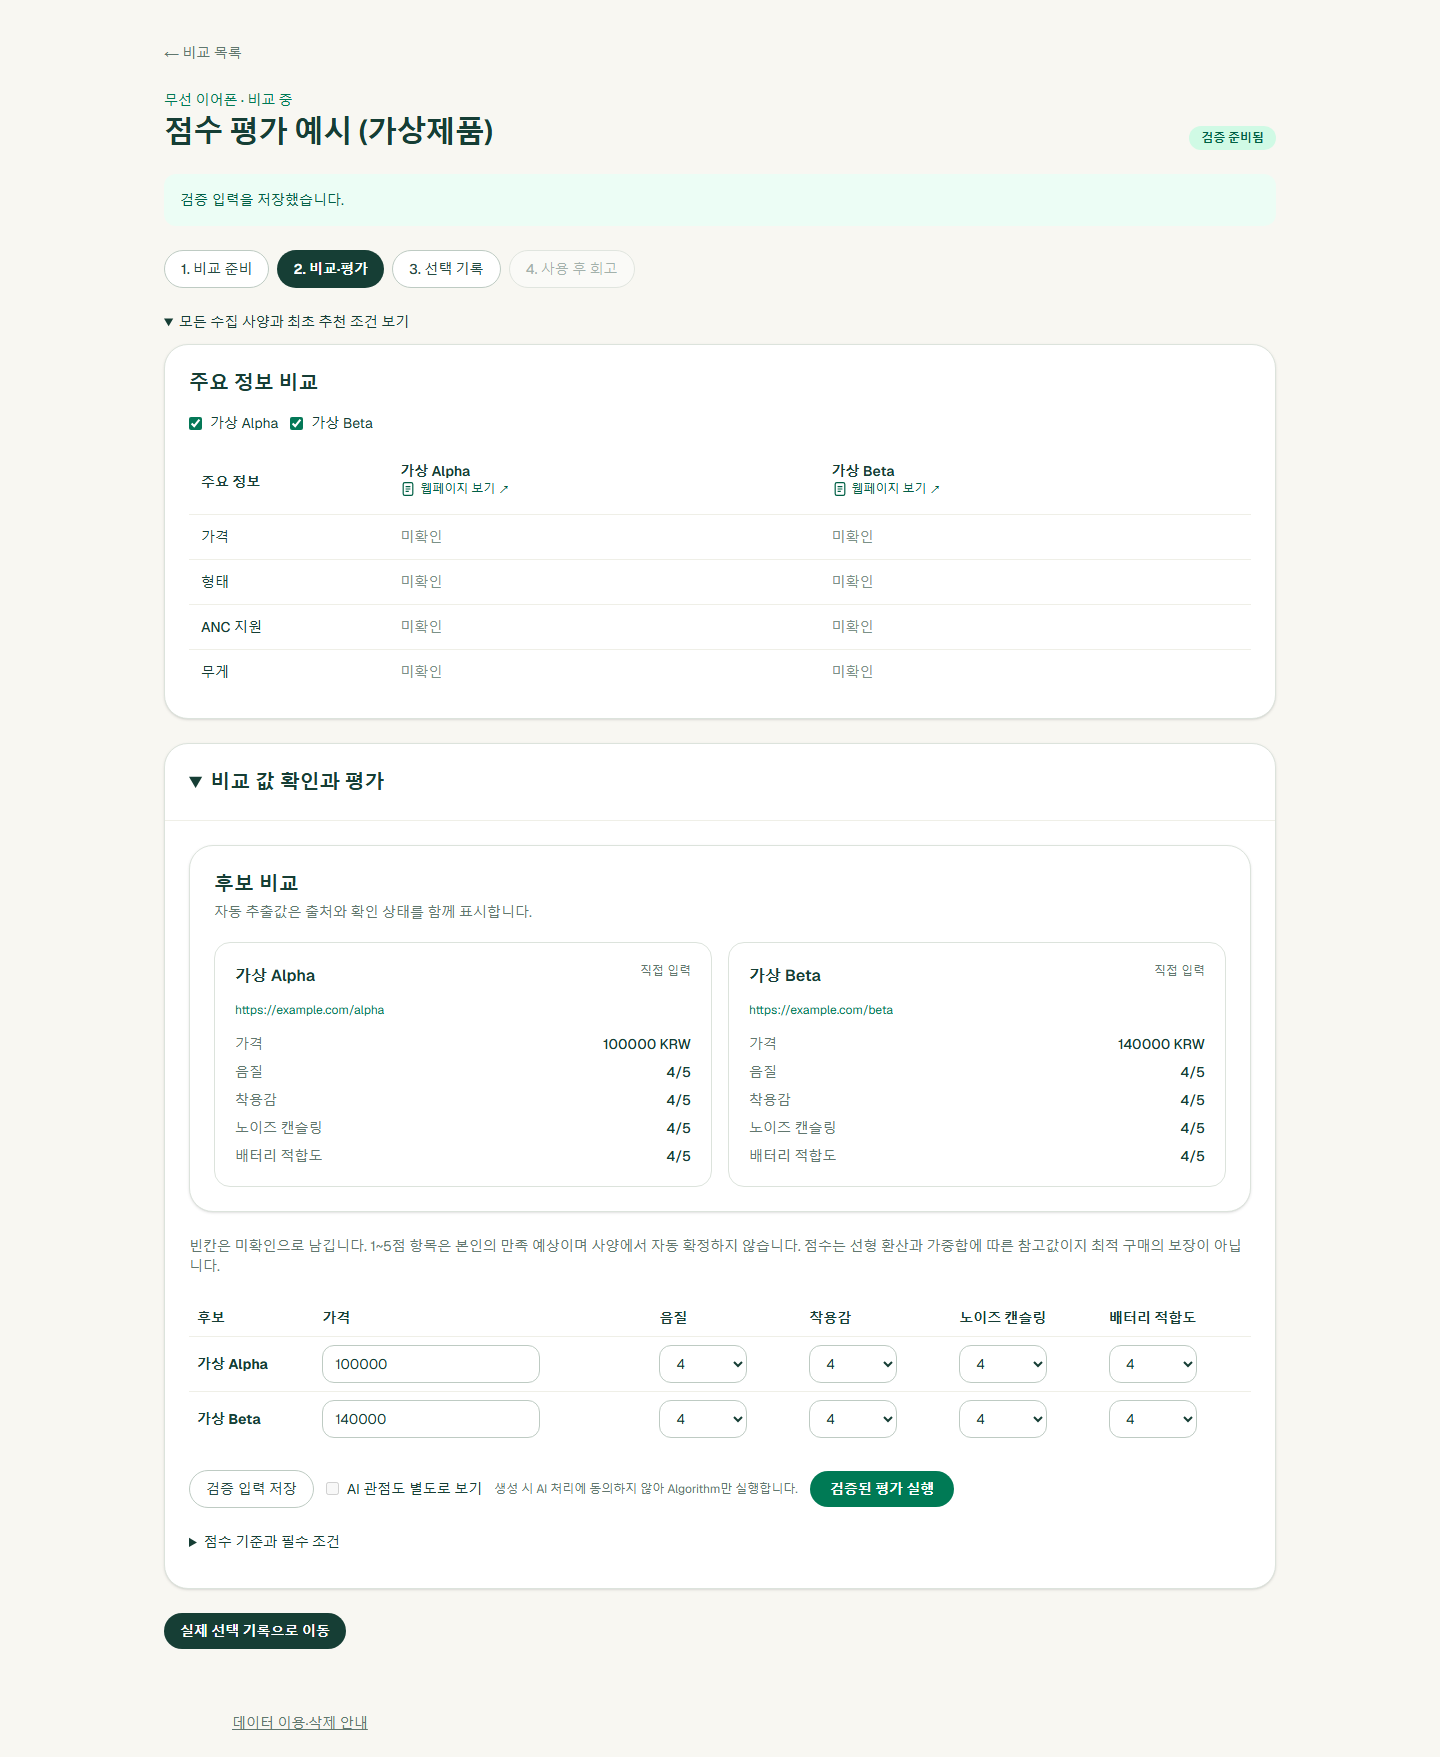 ← 비교 목록
무선 이어폰 · 비교 중
점수 평가 예시 (가상제품)
검증 준비됨
검증 입력을 저장했습니다.
1. 비교 준비
2. 비교·평가
3. 선택 기록
4. 사용 후 회고
▼ 모든 수집 사양과 최초 추천 조건 보기
주요 정보 비교
가상 Alpha
가상 Beta
주요 정보
가상 Alpha
웹페이지 보기 ↗
가상 Beta
웹페이지 보기 ↗
가격 미확인 미확인
형태 미확인 미확인
ANC 지원 미확인 미확인
무게 미확인 미확인
▼ 비교 값 확인과 평가
후보 비교
자동 추출값은 출처와 확인 상태를 함께 표시합니다.
가상 Alpha 직접 입력
https://example.com/alpha
가격 100000 KRW
음질 4/5
착용감 4/5
노이즈 캔슬링 4/5
배터리 적합도 4/5
가상 Beta 직접 입력
https://example.com/beta
가격 140000 KRW
음질 4/5
착용감 4/5
노이즈 캔슬링 4/5
배터리 적합도 4/5
빈칸은 미확인으로 남깁니다. 1~5점 항목은 본인의 만족 예상이며 사양에서 자동 확정하지 않습니다. 점수는 선형 환산과 가중합에 따른 참고값이지 최적 구매의 보장이 아닙
니다.
후보 가격 음질 착용감 노이즈 캔슬링 배터리 적합도
가상 Alpha 100000 4 4 4 4
가상 Beta 140000 4 4 4 4
검증 입력 저장
AI 관점도 별도로 보기
생성 시 AI 처리에 동의하지 않아 Algorithm만 실행합니다.
검증된 평가 실행
▶ 점수 기준과 필수 조건
실제 선택 기록으로 이동
데이터 이용·삭제 안내